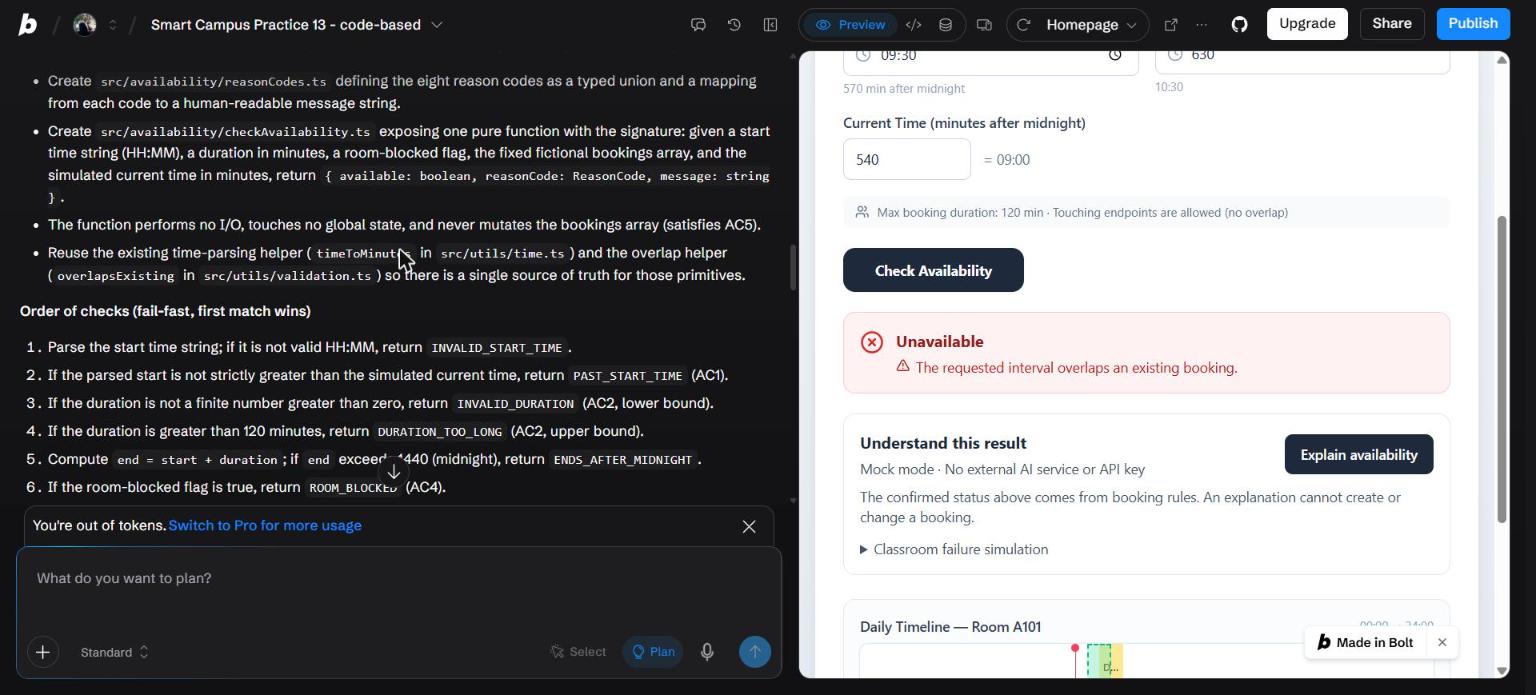 Smart Campus Practice 13 - code-based
Preview
Homepage
Upgrade
Share
Publish
Create src/availability/reasonCodes.ts defining the eight reason codes as a typed union and a mapping
from each code to a human-readable message string.
Create src/availability/checkAvailability.ts exposing one pure function with the signature: given a start
time string (HH:MM), a duration in minutes, a room-blocked flag, the fixed fictional bookings array, and the
simulated current time in minutes, return { available: boolean, reasonCode: ReasonCode, message: string
} .
The function performs no I/O, touches no global state, and never mutates the bookings array (satisfies AC5).
Reuse the existing time-parsing helper ( timeToMinutes in src/utils/time.ts ) and the overlap helper
( overlapsExisting in src/utils/validation.ts ) so there is a single source of truth for those primitives.
Order of checks (fail-fast, first match wins)
1. Parse the start time string; if it is not valid HH:MM, return INVALID_START_TIME .
2. If the parsed start is not strictly greater than the simulated current time, return PAST_START_TIME (AC1).
3. If the duration is not a finite number greater than zero, return INVALID_DURATION (AC2, lower bound).
4. If the duration is greater than 120 minutes, return DURATION_TOO_LONG (AC2, upper bound).
5. Compute end = start + duration ; if end exceeds 1440 (midnight), return ENDS_AFTER_MIDNIGHT .
6. If the room-blocked flag is true, return ROOM_BLOCKED (AC4).
You're out of tokens. Switch to Pro for more usage
What do you want to plan?
Standard
Select
Plan
09:30
630
570 min after midnight
10:30
Current Time (minutes after midnight)
540
= 09:00
Max booking duration: 120 min · Touching endpoints are allowed (no overlap)
Check Availability
Unavailable
The requested interval overlaps an existing booking.
Understand this result
Mock mode · No external AI service or API key
Explain availability
The confirmed status above comes from booking rules. An explanation cannot create or
change a booking.
Classroom failure simulation
Daily Timeline — Room A101
Made in Bolt